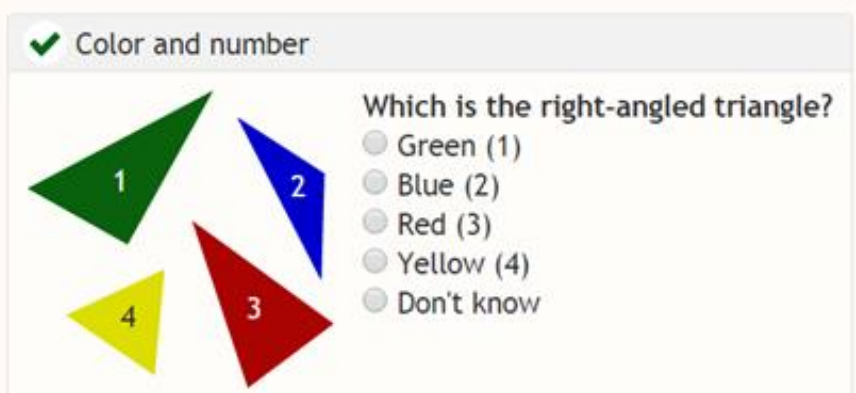 Color and number
Which is the right-angled triangle?
Green (1)
Blue (2)
Red (3)
Yellow (4)
Don't know
1
2
3
4